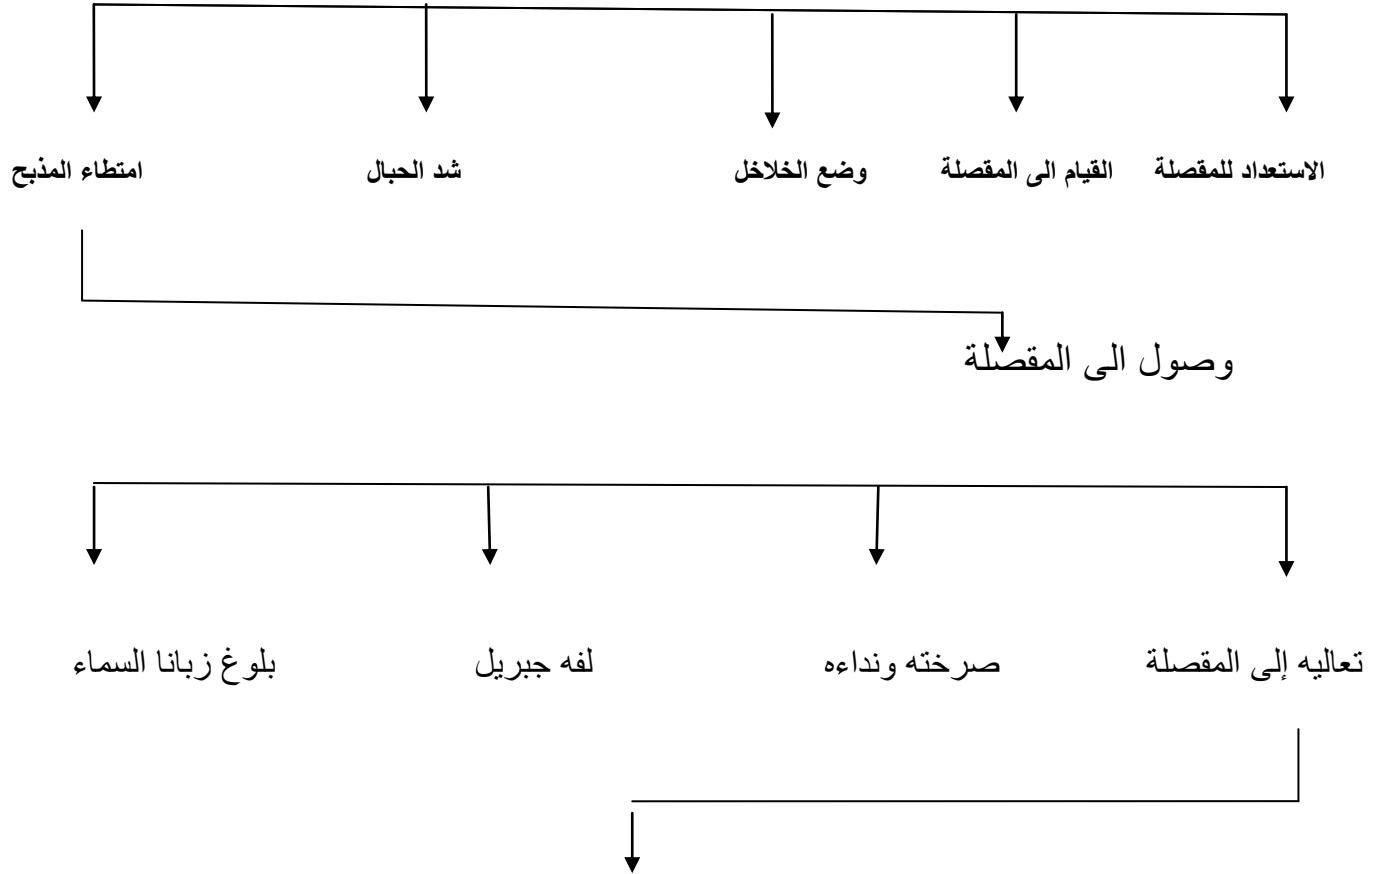 الاستعداد للمقصلة القيام الى المقصلة وضع الخلاخل شد الحبال امتطاء المذبح
وصول الى المقصلة
تعاليه إلى المقصلة صرخته ونداءه لفه جبريل بلوغ زبانا السماء